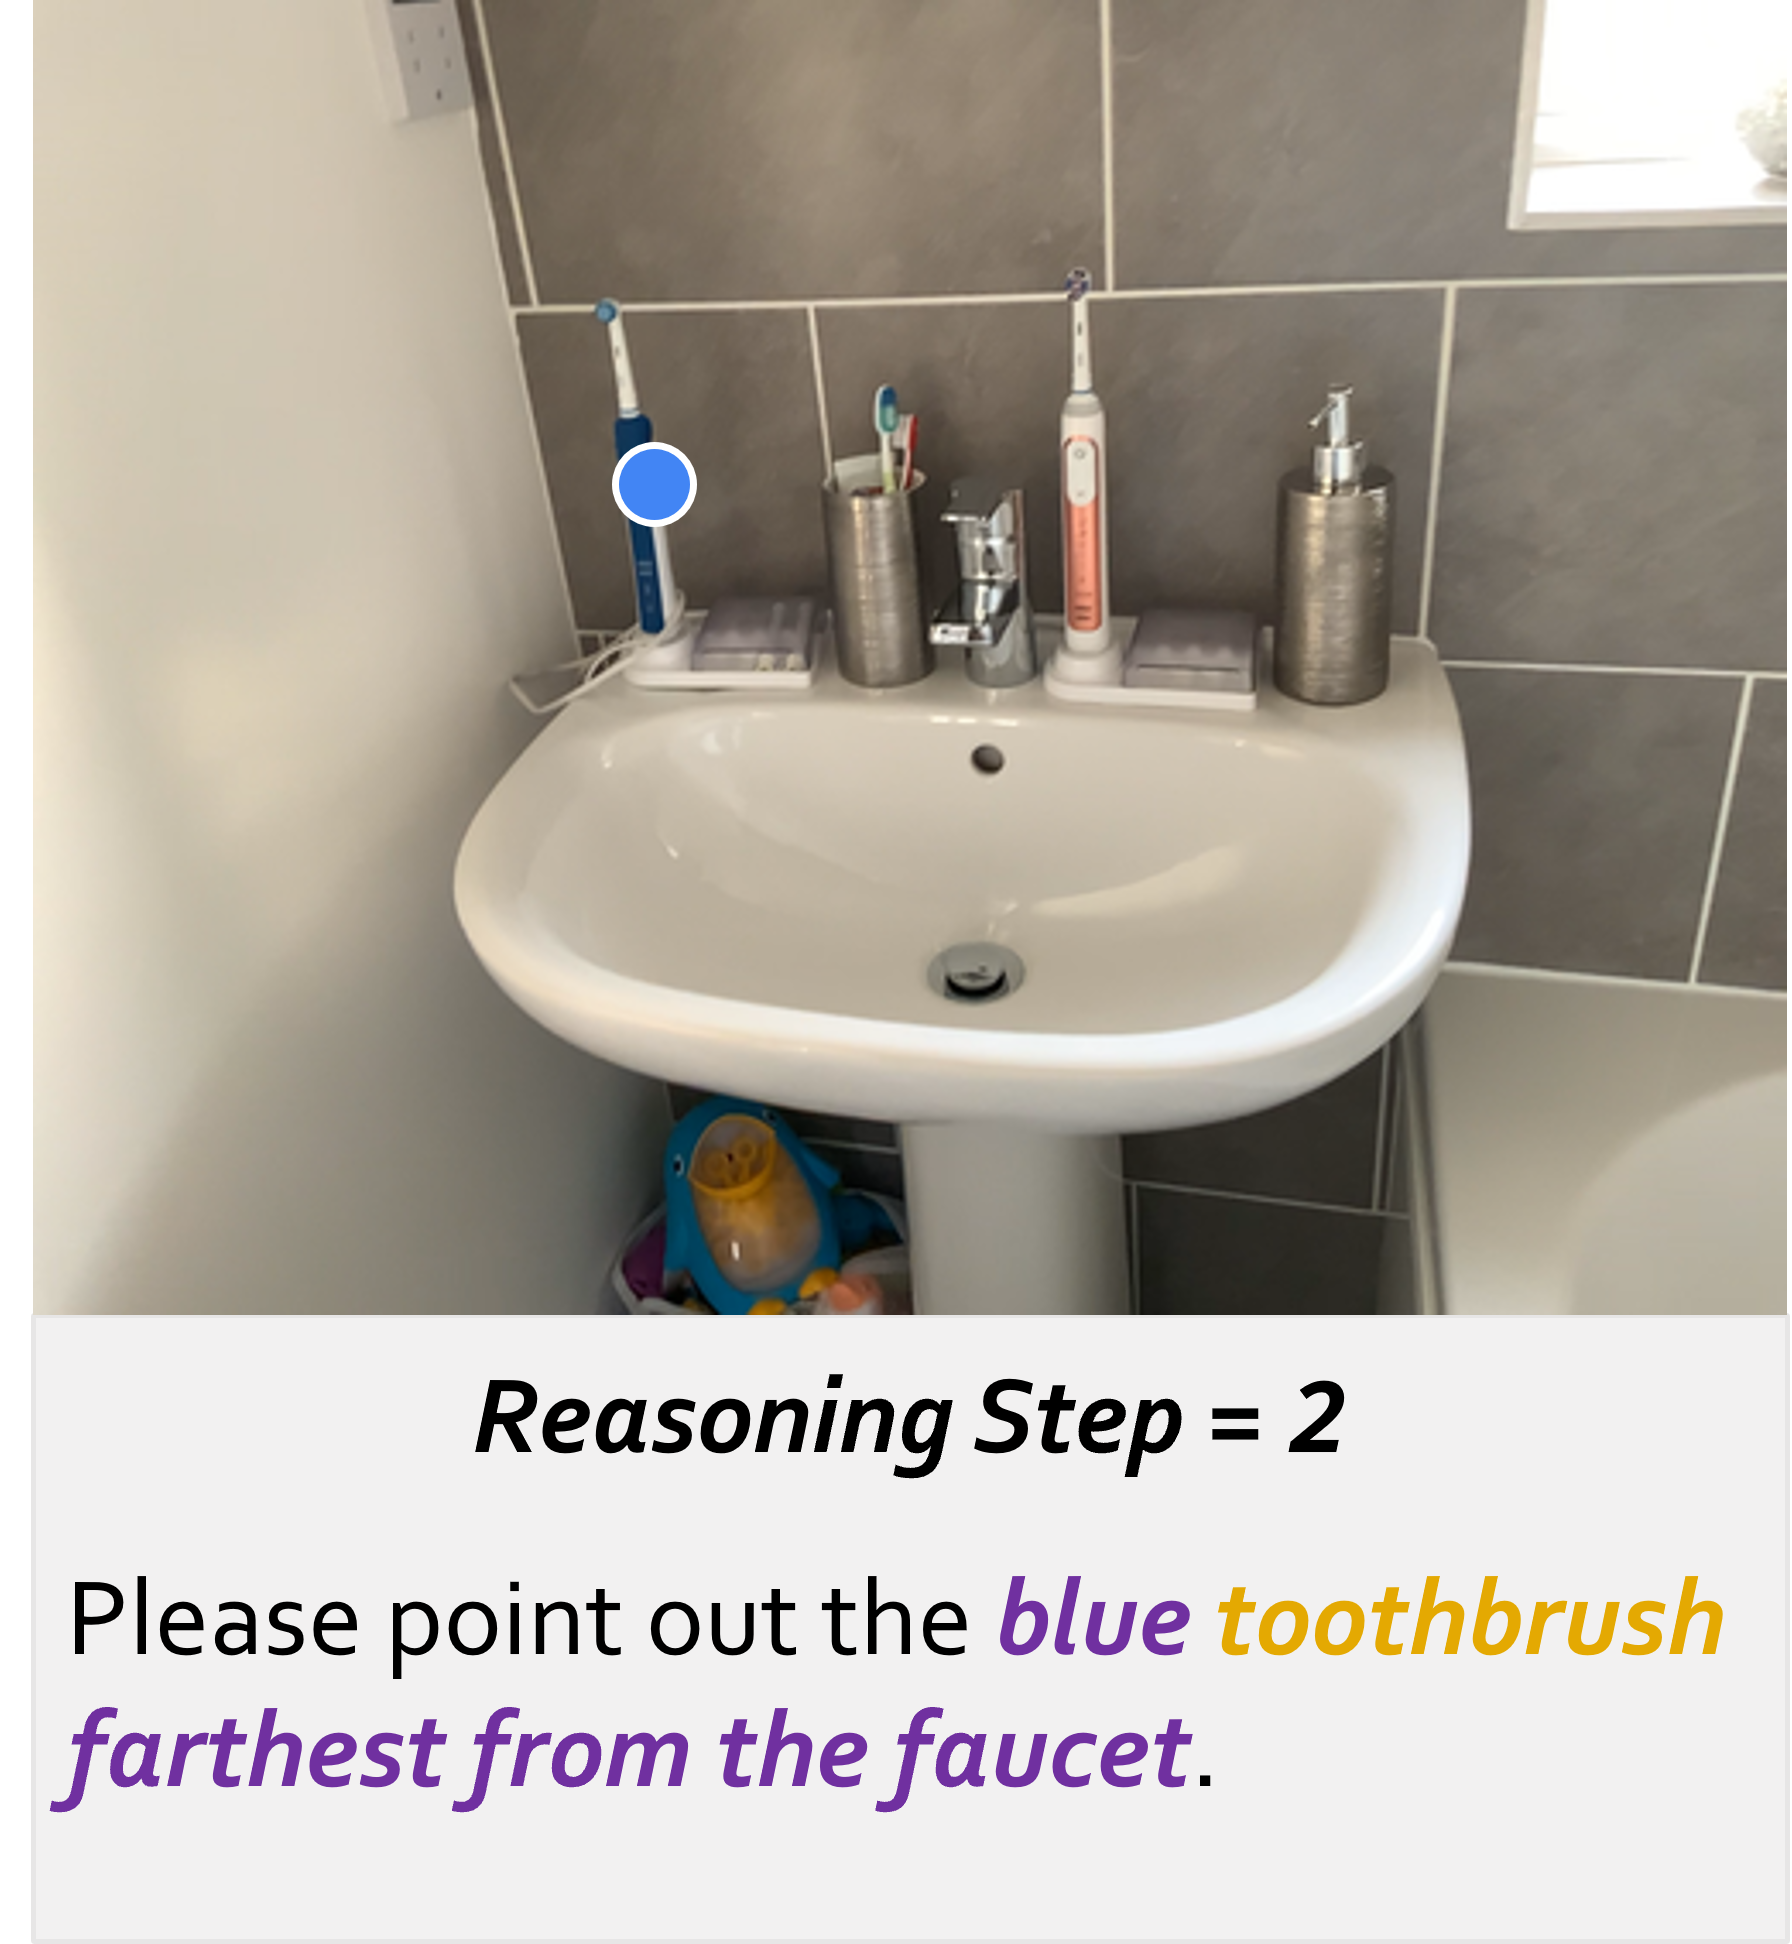 Reasoning Step = 2
Please point out the blue toothbrush
farthest from the faucet.